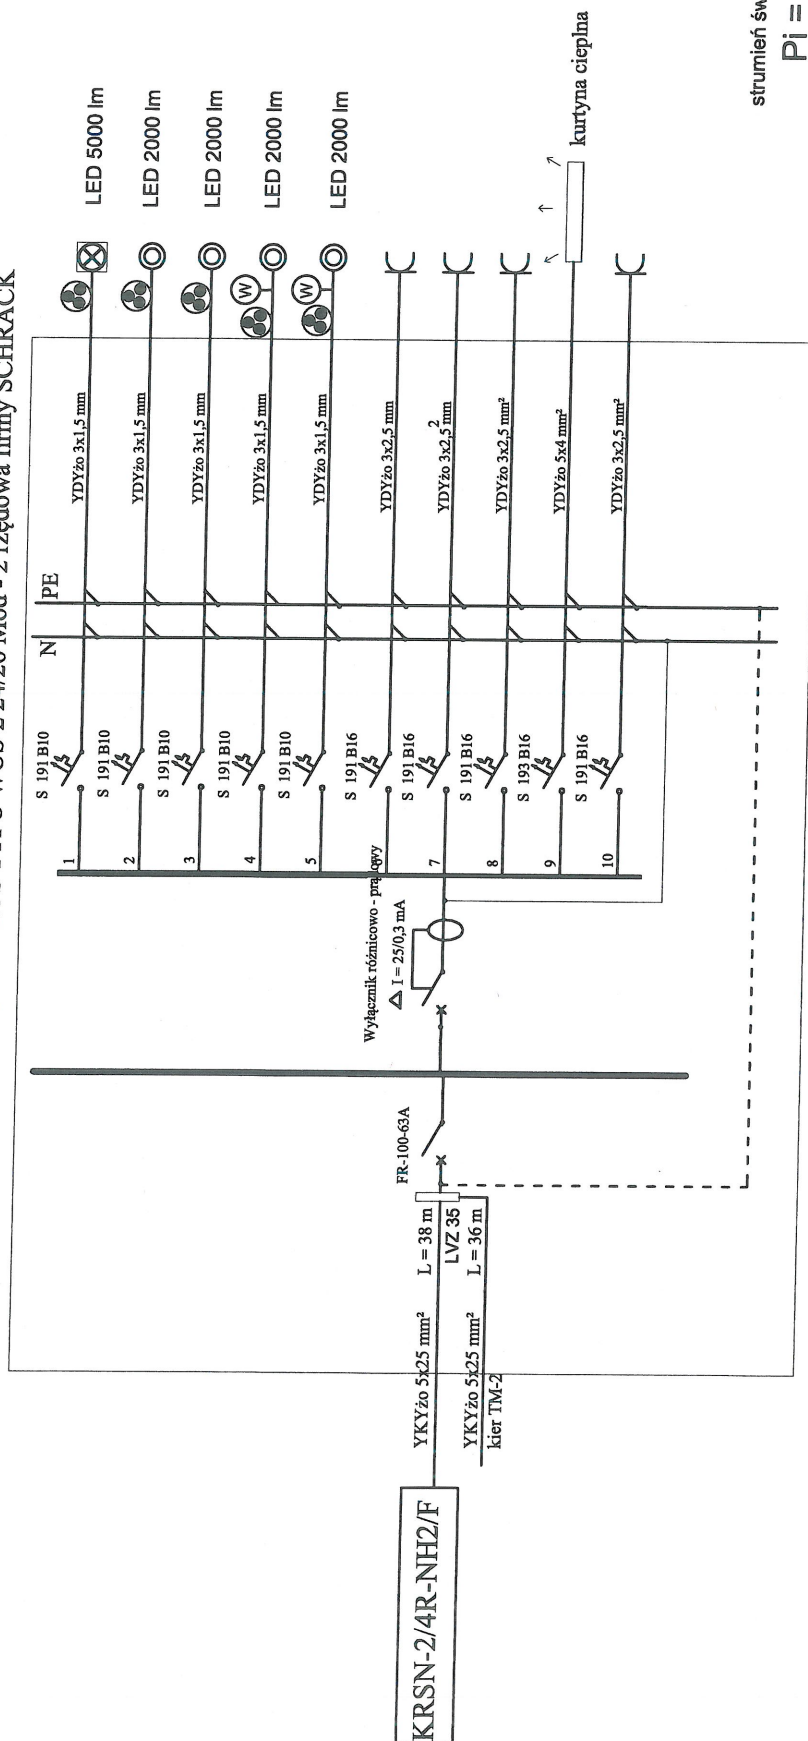 2 rzędowa firmy SCHRACK
LED 5000 lm
LED 2000 lm
LED 2000 lm
LED 2000 lm
LED 2000 lm
W
W
kurtyna cieplna
strumień św
Pi =
YDYżo 3x1,5 mm
YDYżo 3x1,5 mm
YDYżo 3x1,5 mm
YDYżo 3x1,5 mm
YDYżo 3x1,5 mm
YDYżo 3x2,5 mm
YDYżo 3x2,5 mm 2
YDYżo 3x2,5 mm²
YDYżo 5x4 mm²
YDYżo 3x2,5 mm²
PE
N
S 191 B10
S 191 B10
S 191 B10
S 191 B10
S 191 B10
S 191 B16
S 191 B16
S 191 B16
S 193 B16
S 191 B16
1
2
3
4
5
6
7
8
9
10
Wyłącznik różnicowo - prądowy
Δ I = 25/0,3 mA
FR-100-63A
YKYżo 5x25 mm² L = 38 m
LVZ 35
YKYżo 5x25 mm² L = 36 m
kier TM-2
KRSN-2/4R-NH2/F